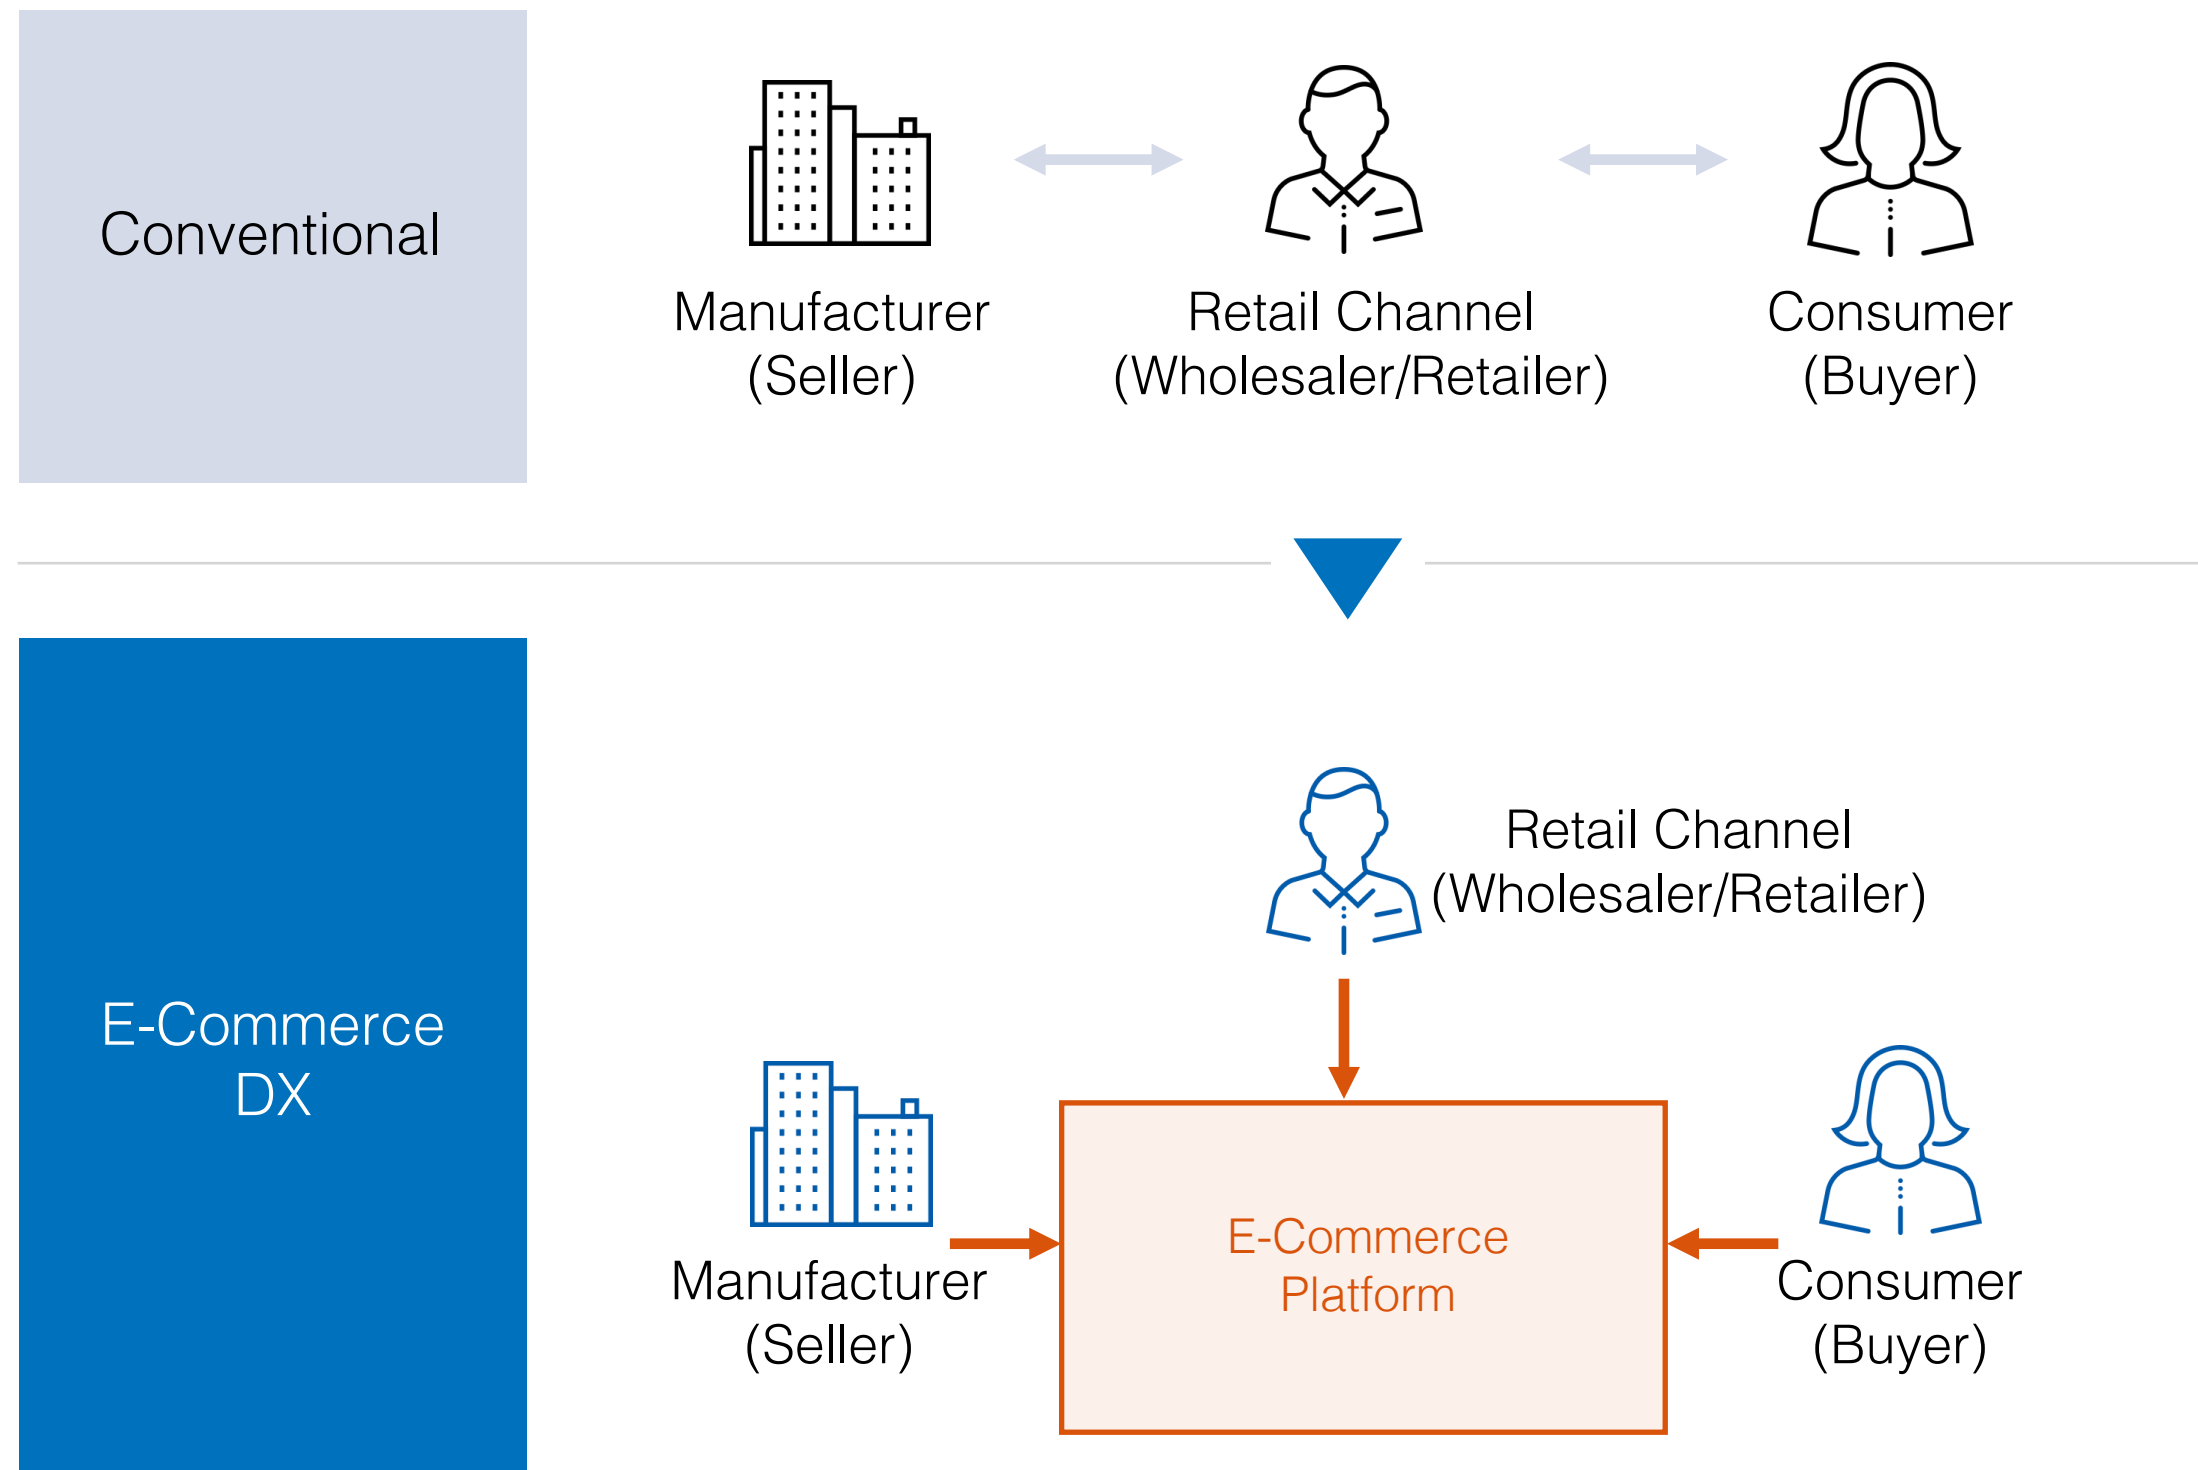 Conventional
Manufacturer
(Seller)
Retail Channel
(Wholesaler/Retailer)
Consumer
(Buyer)
E-Commerce
DX
Retail Channel
(Wholesaler/Retailer)
Manufacturer
(Seller)
E-Commerce
Platform
Consumer
(Buyer)